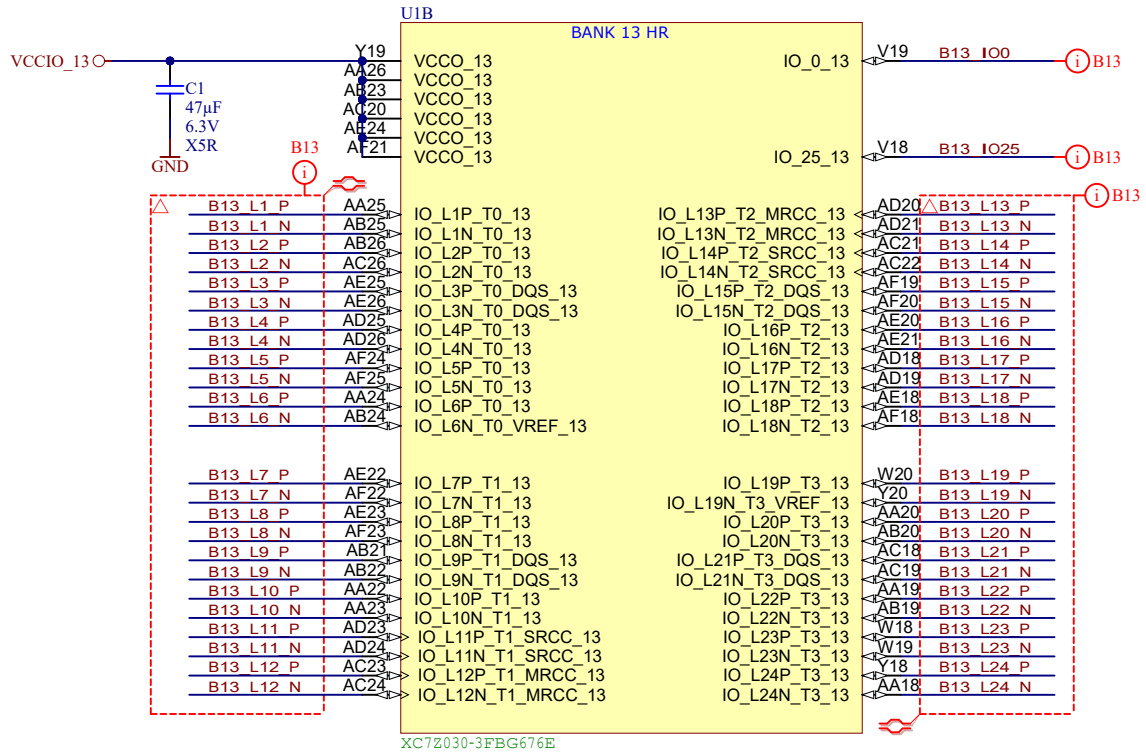 U1B
BANK 13 HR
VCCIO_13
Y19 VCCO_13 IO_0_13 V19 B13_IO0 i B13
AA26 VCCO_13
AB23 VCCO_13
AC20 VCCO_13
AE24 VCCO_13
AF21 VCCO_13 IO_25_13 V18 B13_IO25 i B13
C1
47µF
6.3V
X5R
GND
B13
i
i B13
B13_L1_P AA25 IO_L1P_T0_13 IO_L13P_T2_MRCC_13 AD20 B13_L13_P
B13_L1_N AB25 IO_L1N_T0_13 IO_L13N_T2_MRCC_13 AD21 B13_L13_N
B13_L2_P AB26 IO_L2P_T0_13 IO_L14P_T2_SRCC_13 AC21 B13_L14_P
B13_L2_N AC26 IO_L2N_T0_13 IO_L14N_T2_SRCC_13 AC22 B13_L14_N
B13_L3_P AE25 IO_L3P_T0_DQS_13 IO_L15P_T2_DQS_13 AF19 B13_L15_P
B13_L3_N AE26 IO_L3N_T0_DQS_13 IO_L15N_T2_DQS_13 AF20 B13_L15_N
B13_L4_P AD25 IO_L4P_T0_13 IO_L16P_T2_13 AE20 B13_L16_P
B13_L4_N AD26 IO_L4N_T0_13 IO_L16N_T2_13 AE21 B13_L16_N
B13_L5_P AF24 IO_L5P_T0_13 IO_L17P_T2_13 AD18 B13_L17_P
B13_L5_N AF25 IO_L5N_T0_13 IO_L17N_T2_13 AD19 B13_L17_N
B13_L6_P AA24 IO_L6P_T0_13 IO_L18P_T2_13 AE18 B13_L18_P
B13_L6_N AB24 IO_L6N_T0_VREF_13 IO_L18N_T2_13 AF18 B13_L18_N
B13_L7_P AE22 IO_L7P_T1_13 IO_L19P_T3_13 W20 B13_L19_P
B13_L7_N AF22 IO_L7N_T1_13 IO_L19N_T3_VREF_13 Y20 B13_L19_N
B13_L8_P AE23 IO_L8P_T1_13 IO_L20P_T3_13 AA20 B13_L20_P
B13_L8_N AF23 IO_L8N_T1_13 IO_L20N_T3_13 AB20 B13_L20_N
B13_L9_P AB21 IO_L9P_T1_DQS_13 IO_L21P_T3_DQS_13 AC18 B13_L21_P
B13_L9_N AB22 IO_L9N_T1_DQS_13 IO_L21N_T3_DQS_13 AC19 B13_L21_N
B13_L10_P AA22 IO_L10P_T1_13 IO_L22P_T3_13 AA19 B13_L22_P
B13_L10_N AA23 IO_L10N_T1_13 IO_L22N_T3_13 AB19 B13_L22_N
B13_L11_P AD23 IO_L11P_T1_SRCC_13 IO_L23P_T3_13 W18 B13_L23_P
B13_L11_N AD24 IO_L11N_T1_SRCC_13 IO_L23N_T3_13 W19 B13_L23_N
B13_L12_P AC23 IO_L12P_T1_MRCC_13 IO_L24P_T3_13 Y18 B13_L24_P
B13_L12_N AC24 IO_L12N_T1_MRCC_13 IO_L24N_T3_13 AA18 B13_L24_N
XC7Z030-3FBG676E